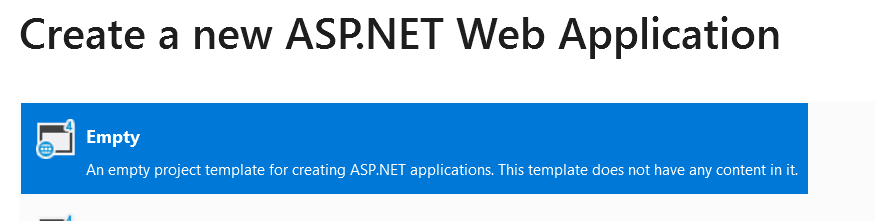 Create a new ASP.NET Web Application
4
Empty
An empty project template for creating ASP.NET applications. This template does not have any content in it.